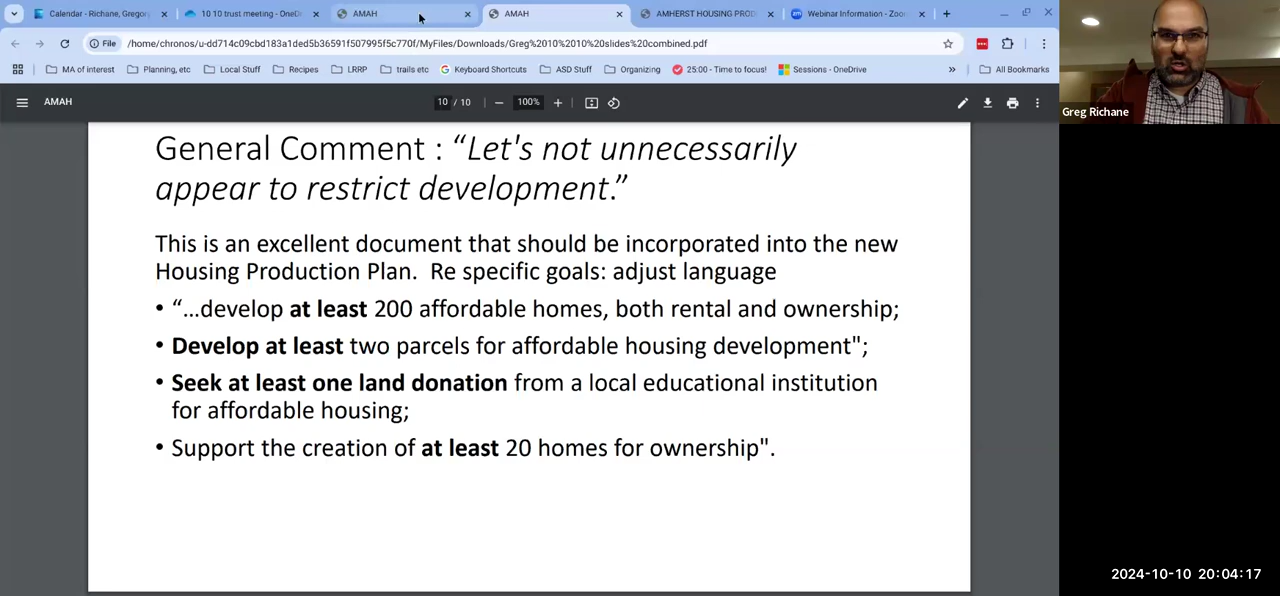 Calendar - Richane, Gregory
10 10 trust meeting - OneDri
AMAH
AMAH
AMHERST HOUSING PROD
Webinar Information - Zoo
File
/home/chronos/u-dd714c09cbd183a1ded5b36591f507995f5c770f/MyFiles/Downloads/Greg%2010%2010%20slides%20combined.pdf
MA of interest
Planning, etc
Local Stuff
Recipes
LRRP
trails etc
Keyboard Shortcuts
ASD Stuff
Organizing
25:00 - Time to focus!
Sessions - OneDrive
»
All Bookmarks
AMAH
10 / 10
100%
General Comment : “Let's not unnecessarily
appear to restrict development.”
This is an excellent document that should be incorporated into the new
Housing Production Plan. Re specific goals: adjust language
• “…develop at least 200 affordable homes, both rental and ownership;
• Develop at least two parcels for affordable housing development";
• Seek at least one land donation from a local educational institution
for affordable housing;
• Support the creation of at least 20 homes for ownership".
Greg Richane
2024-10-10 20:04:17